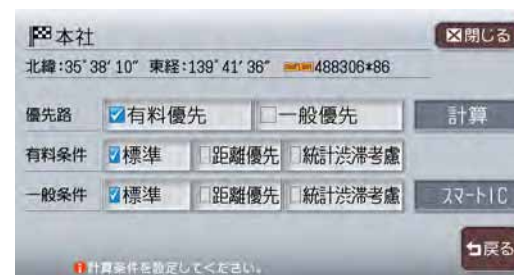 本社
閉じる
北緯:35°38′10″ 東経:139°41′36″ 488306*86
優先路 有料優先 一般優先 計算
有料条件 標準 距離優先 統計渋滞考慮
一般条件 標準 距離優先 統計渋滞考慮 スマートIC
戻る
計算条件を設定してください。